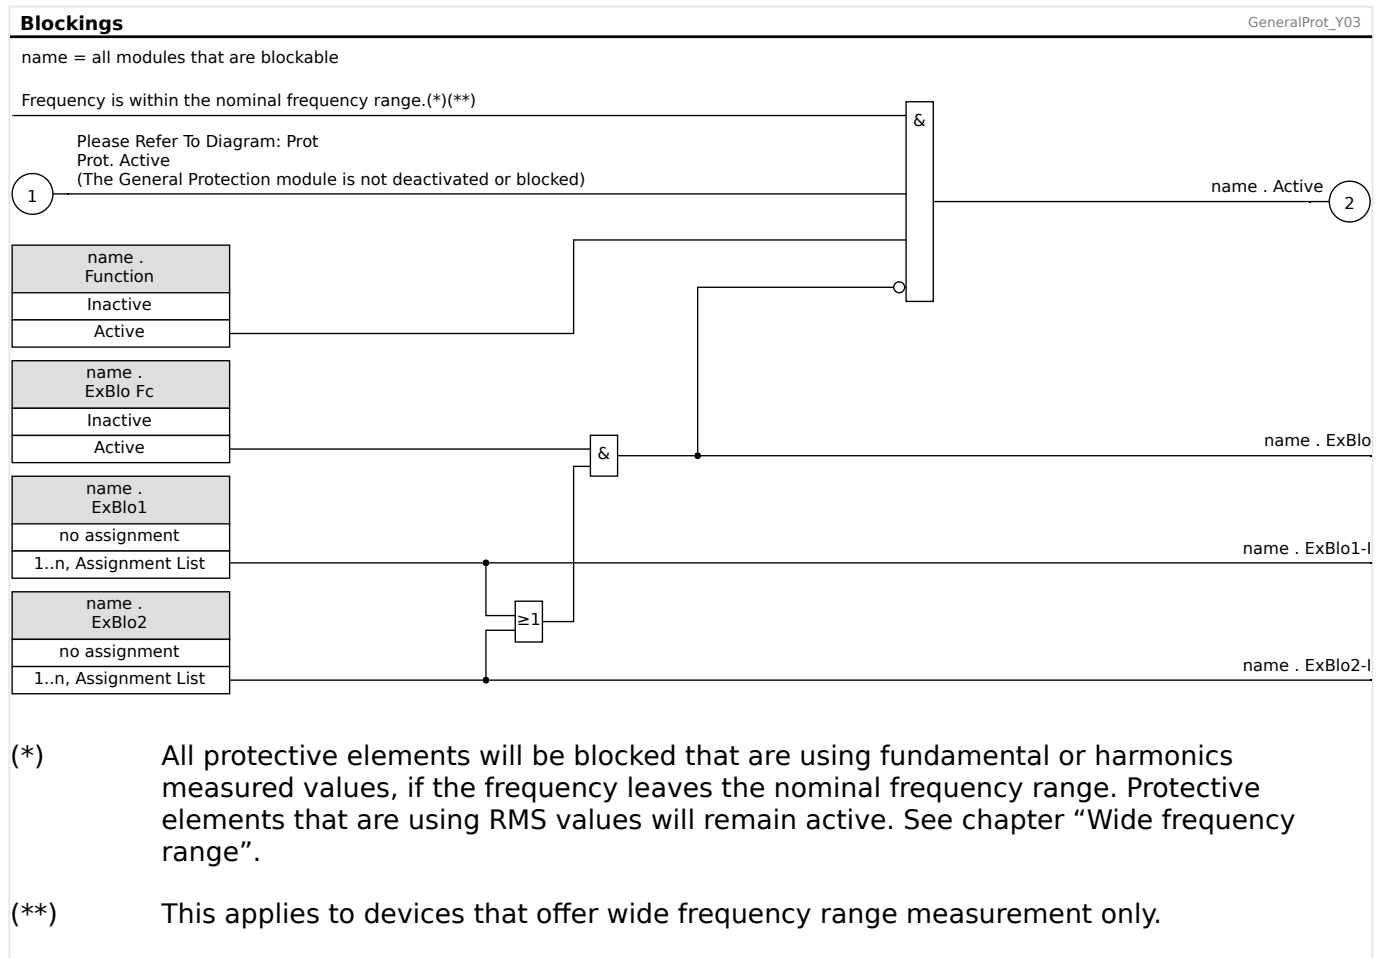 Blockings
GeneralProt_Y03
name = all modules that are blockable
Frequency is within the nominal frequency range.(*)(**)
&
Please Refer To Diagram: Prot
Prot. Active
(The General Protection module is not deactivated or blocked)
1
name . Active
2
name .
Function
Inactive
Active
name .
ExBlo Fc
Inactive
Active
&
name . ExBlo
name .
ExBlo1
no assignment
1..n, Assignment List
name . ExBlo1-I
name .
ExBlo2
≥1
no assignment
1..n, Assignment List
name . ExBlo2-I
(*) All protective elements will be blocked that are using fundamental or harmonics
measured values, if the frequency leaves the nominal frequency range. Protective
elements that are using RMS values will remain active. See chapter “Wide frequency
range”.
(**) This applies to devices that offer wide frequency range measurement only.